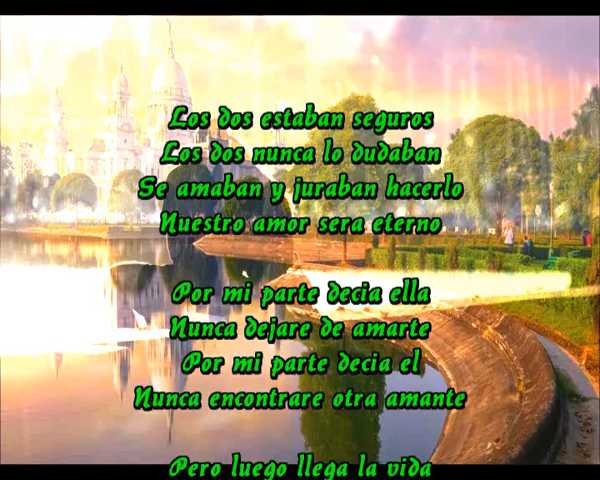 Los dos estaban seguros
Los dos nunca lo dudaban
Se amaban y juraban hacerlo
Nuestro amor sera eterno
Por mi parte decia ella
Nunca dejare de amarte
Por mi parte decia el
Nunca encontrare otra amante
Pero luego llega la vida